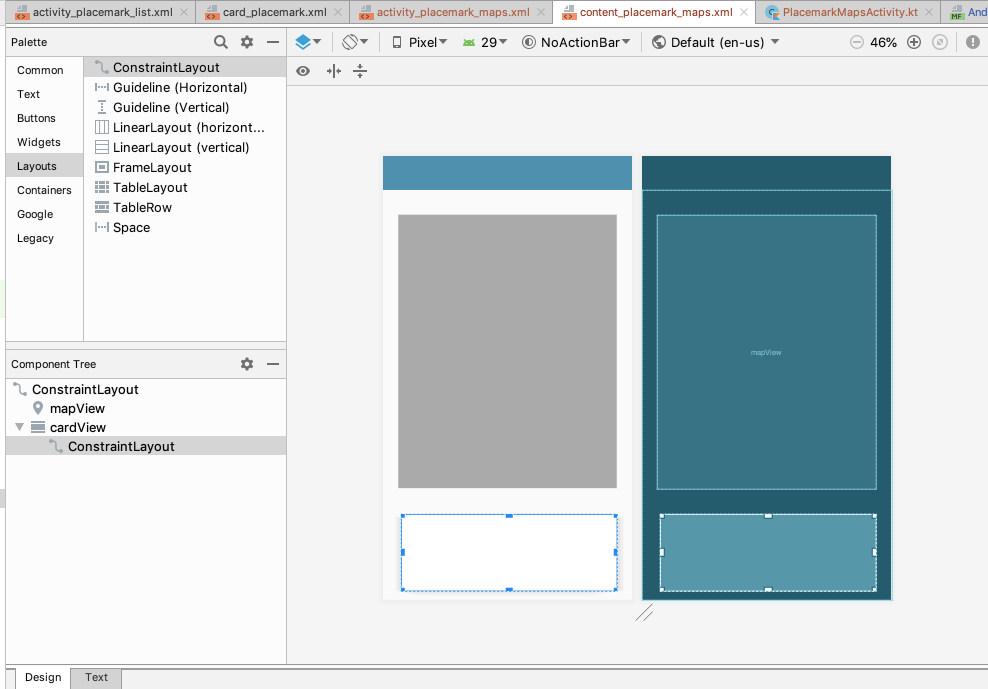 activity_placemark_list.xml card_placemark.xml activity_placemark_maps.xml content_placemark_maps.xml PlacemarkMapsActivity.kt MF And
Palette
Pixel 29 NoActionBar Default (en-us) 46%
Common
Text
Buttons
Widgets
Layouts
Containers
Google
Legacy
ConstraintLayout
Guideline (Horizontal)
Guideline (Vertical)
LinearLayout (horizont...
LinearLayout (vertical)
FrameLayout
TableLayout
TableRow
Space
mapView
Component Tree
ConstraintLayout
mapView
cardView
ConstraintLayout
Design Text